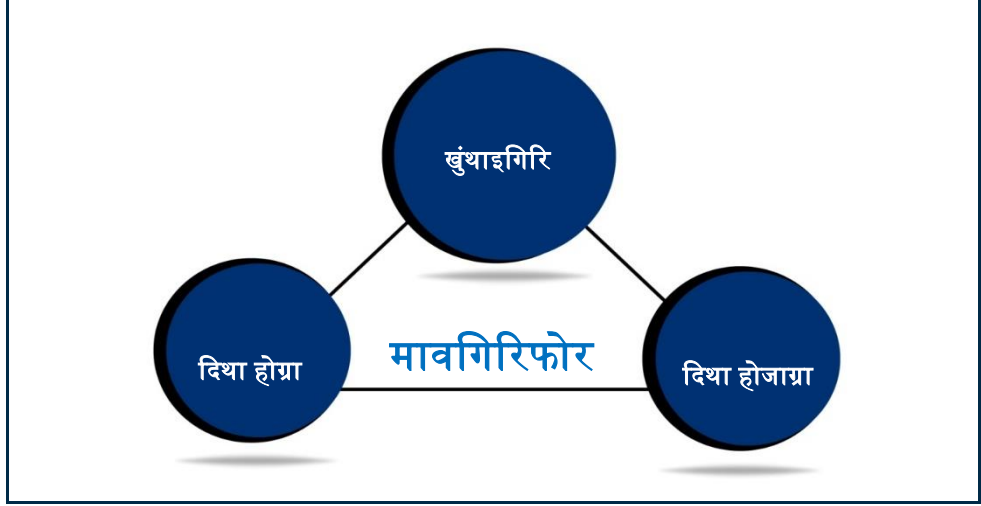 खुंथाइगिरि
मावगिरिफोर
दिथा होग्रा
दिथा होजाग्रा